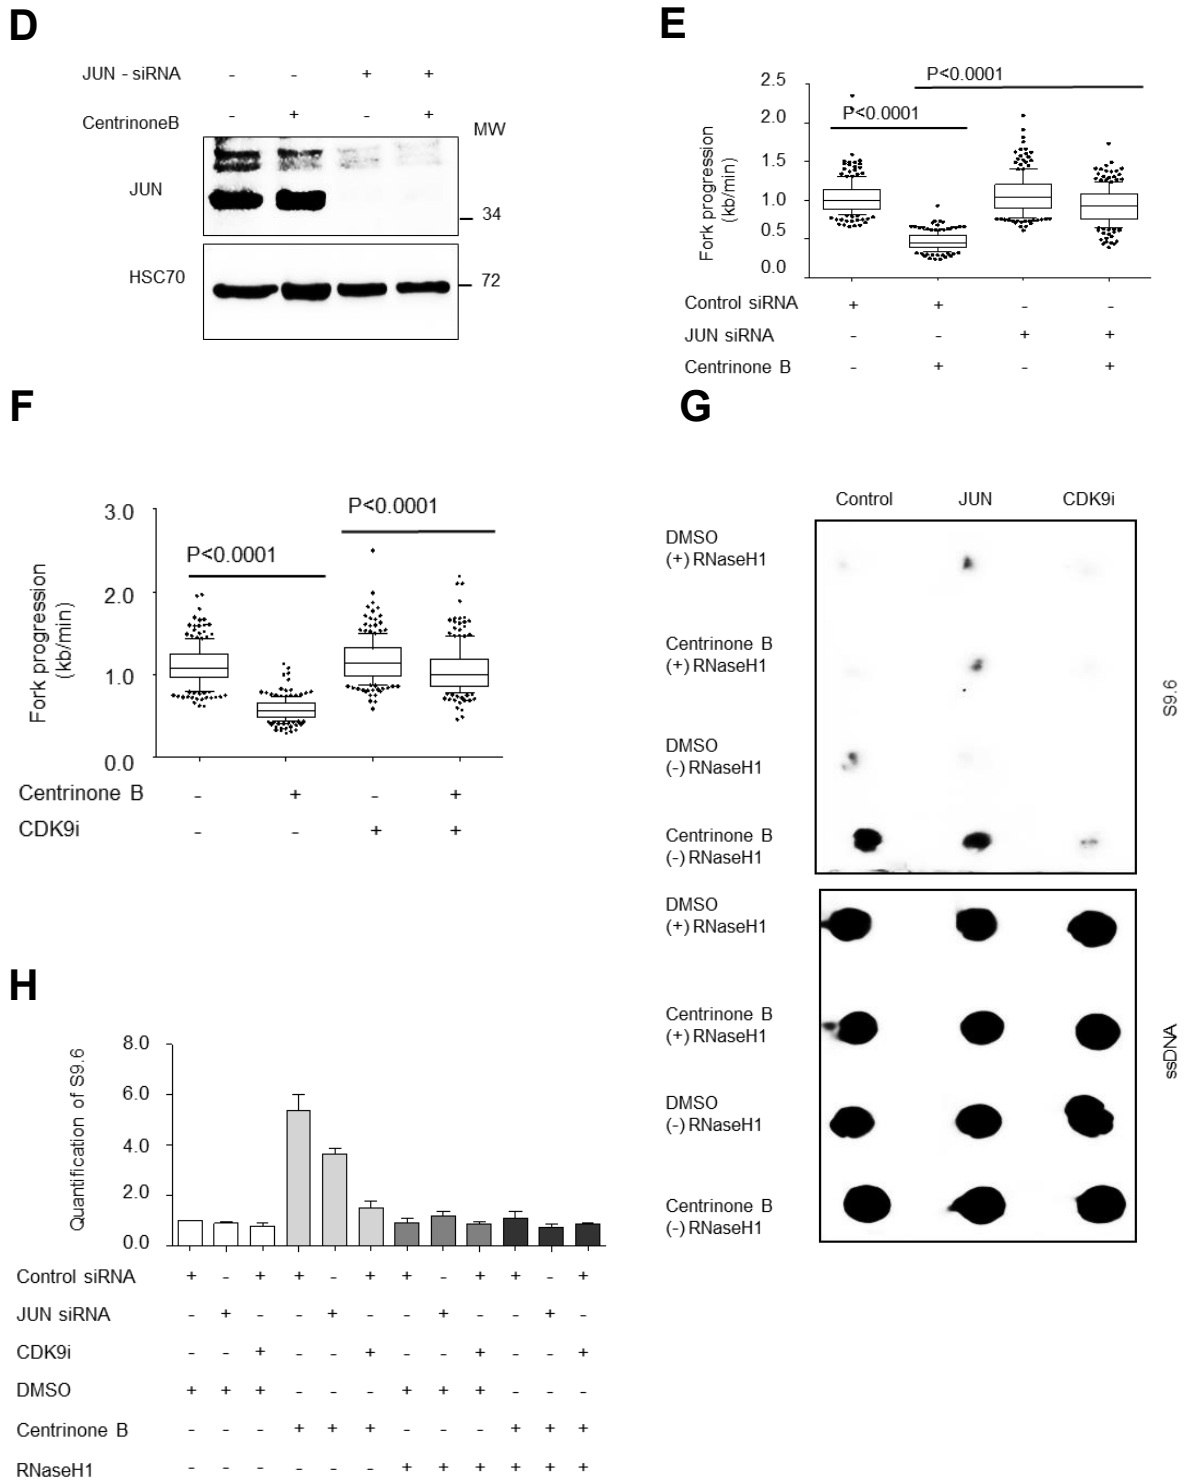 D
JUN - siRNA - - + +
CentrinoneB - + - +
MW
JUN
34
HSC70
72
E
P<0.0001
P<0.0001
Fork progression
(kb/min)
2.5
2.0
1.5
1.0
0.5
0.0
Control siRNA + + - -
JUN siRNA - - + +
Centrinone B - + - +
F
P<0.0001
P<0.0001
Fork progression
(kb/min)
3.0
2.0
1.0
0.0
Centrinone B - + - +
CDK9i - - + +
G
Control JUN CDK9i
DMSO
(+) RNaseH1
Centrinone B
(+) RNaseH1
DMSO
(-) RNaseH1
Centrinone B
(-) RNaseH1
S9.6
DMSO
(+) RNaseH1
Centrinone B
(+) RNaseH1
DMSO
(-) RNaseH1
Centrinone B
(-) RNaseH1
ssDNA
H
Quantification of S9.6
8.0
6.0
4.0
2.0
0.0
Control siRNA + - + + - + + - + + - +
JUN siRNA - + - - + - - + - - + -
CDK9i - - + - - + - - + - - +
DMSO + + + - - - + + + - - -
Centrinone B - - - + + + - - - + + +
RNaseH1 - - - - - - + + + + + +